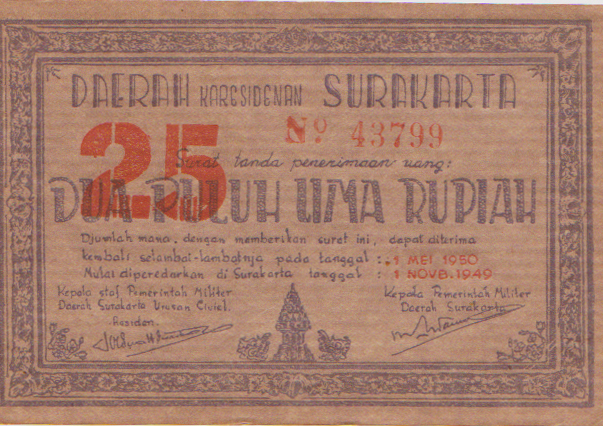 DAERAH KARESIDENAN SURAKARTA
25
Nº 43799
Surat tanda penerimaan uang:
DUA PULUH LIMA RUPIAH
Djumlah mana, dengan memberikan surat ini, dapat diterima
kembali selambat-lambatnja pada tanggal : 1 MEI 1950
Mulai diperedarkan di Surakarta tanggal : 1 NOVB. 1949
Kepala staf Pemerintah Militer
Daerah Surakarta Urusan Civiel.
Residen.
Kepala Pemerintah Militer
Daerah Surakarta